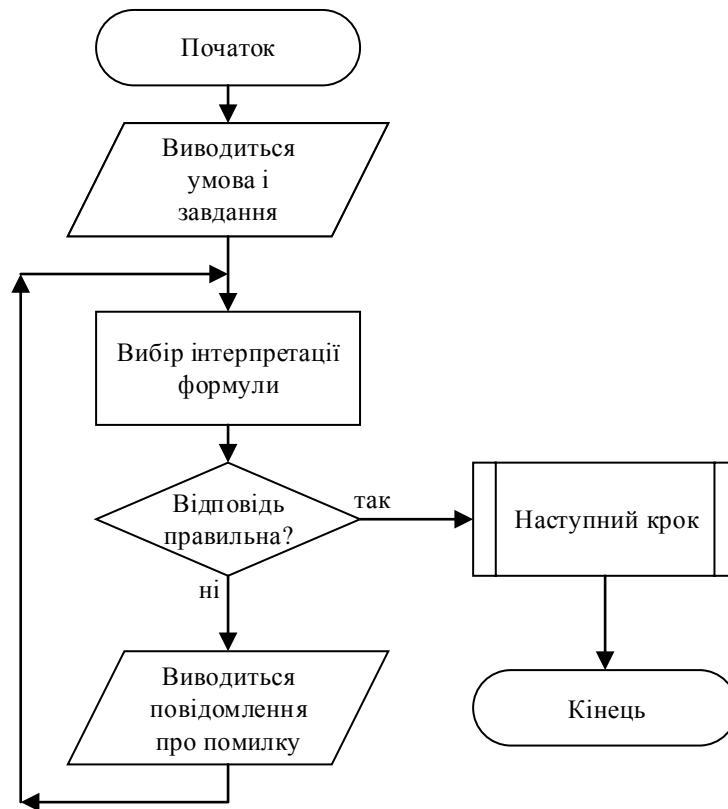 Початок
Виводиться
умова і
завдання
Вибір інтерпретації
формули
Відповідь
правильна?
так
Наступний крок
ні
Виводиться
повідомлення
про помилку
Кінець